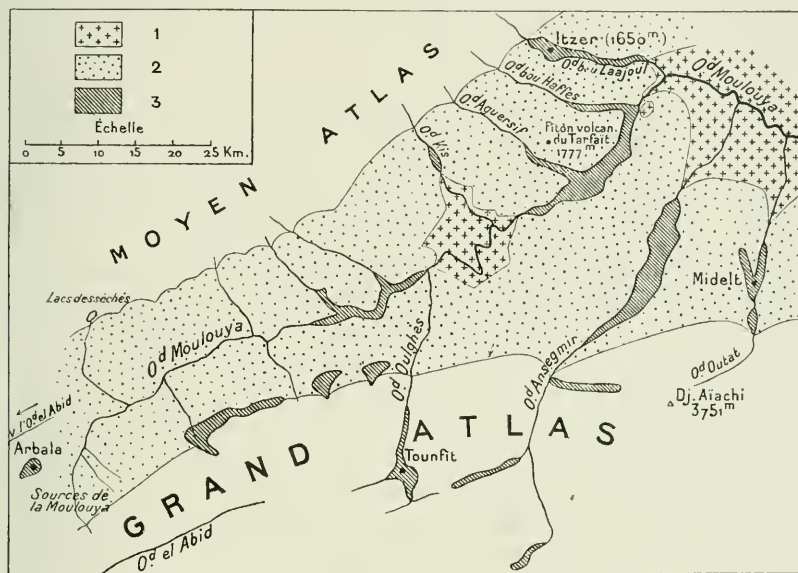 1
2
3
Échelle
0 5 10 15 20 25 Km.
MOYEN ATLAS
Itzer (1650m)
Od bou Laajoul
Od bou Haffes
Od Aguersif
Od Kis
Piton volcan.
du Tarfait.
1777m
Od Moulouya
Midelt
Od Outat
Dj. Aïachi
3751m
Lacs desséchés
Od Moulouya
Od Oulghès
Od Ansegmir
v. l'Od el Abid
Arbala
Sources de
la Moulouya
Tounfit
GRAND ATLAS
Od el Abid